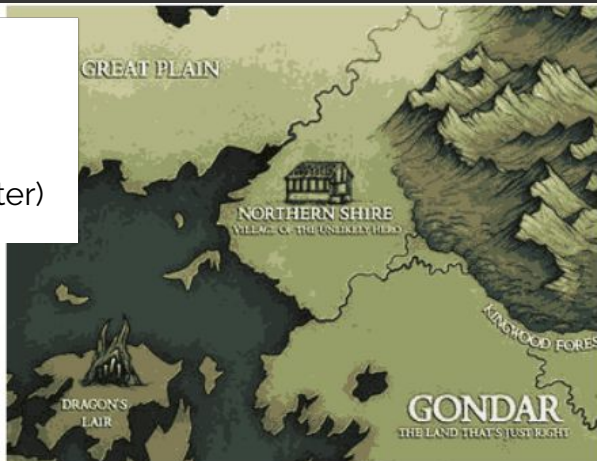 ter)
GREAT PLAIN
NORTHERN SHIRE
VILLAGE OF THE UNLIKELY HERO
KINGWOOD FORES
DRAGON'S
LAIR
GONDAR
THE LAND THAT'S JUST RIGHT